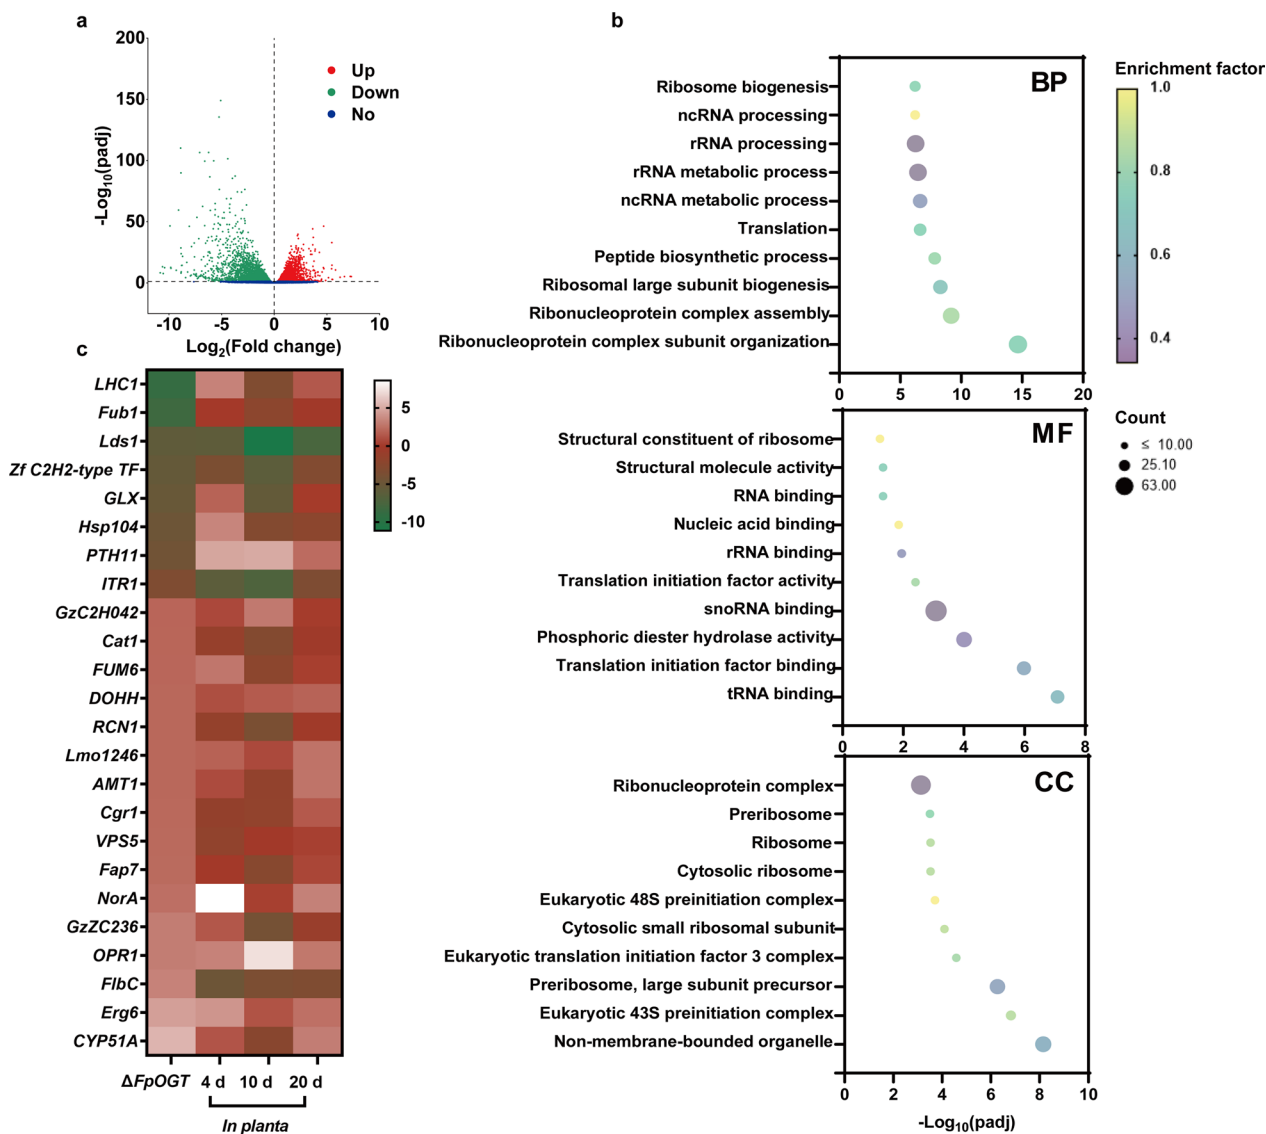 a
200
150
100
50
0
-Log10(padj)
Up
Down
No
-10 -5 0 5 10
Log2(Fold change)
b
BP
Ribosome biogenesis
ncRNA processing
rRNA processing
rRNA metabolic process
ncRNA metabolic process
Translation
Peptide biosynthetic process
Ribosomal large subunit biogenesis
Ribonucleoprotein complex assembly
Ribonucleoprotein complex subunit organization
0 5 10 15 20
Enrichment factor
1.0
0.8
0.6
0.4
Count
≤ 10.00
25.10
63.00
MF
Structural constituent of ribosome
Structural molecule activity
RNA binding
Nucleic acid binding
rRNA binding
Translation initiation factor activity
snoRNA binding
Phosphoric diester hydrolase activity
Translation initiation factor binding
tRNA binding
0 2 4 6 8
CC
Ribonucleoprotein complex
Preribosome
Ribosome
Cytosolic ribosome
Eukaryotic 48S preinitiation complex
Cytosolic small ribosomal subunit
Eukaryotic translation initiation factor 3 complex
Preribosome, large subunit precursor
Eukaryotic 43S preinitiation complex
Non-membrane-bounded organelle
0 2 4 6 8 10
-Log10(padj)
c
LHC1
Fub1
Lds1
Zf C2H2-type TF
GLX
Hsp104
PTH11
ITR1
GzC2H042
Cat1
FUM6
DOHH
RCN1
Lmo1246
AMT1
Cgr1
VPS5
Fap7
NorA
GzZC236
OPR1
FlbC
Erg6
CYP51A
5
0
-5
-10
ΔFpOGT 4 d 10 d 20 d
In planta